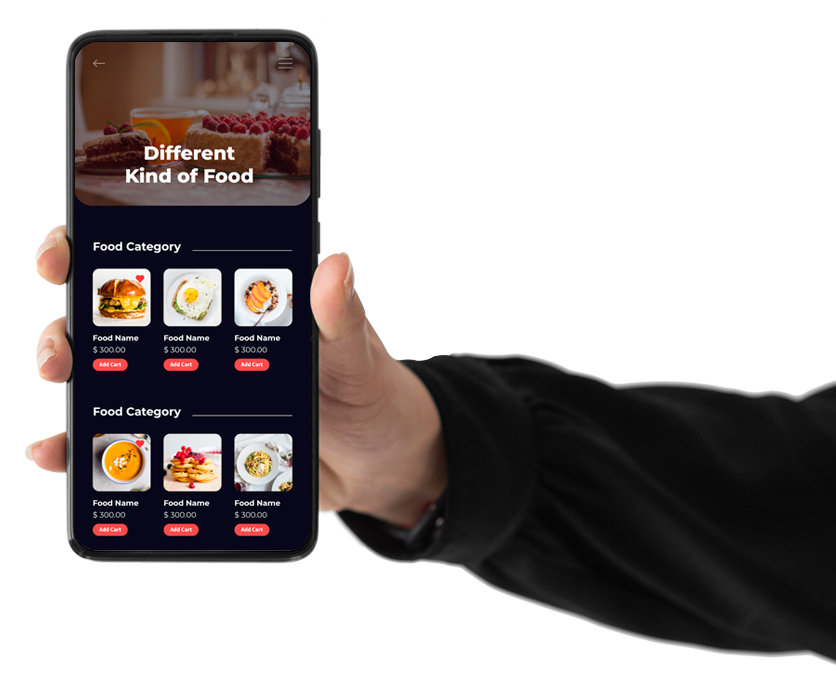 Different
Kind of Food
Food Category
Food Name Food Name Food Name
$ 300.00 $ 300.00 $ 300.00
Add Cart Add Cart Add Cart
Food Category
Food Name Food Name Food Name
$ 300.00 $ 300.00 $ 300.00
Add Cart Add Cart Add Cart